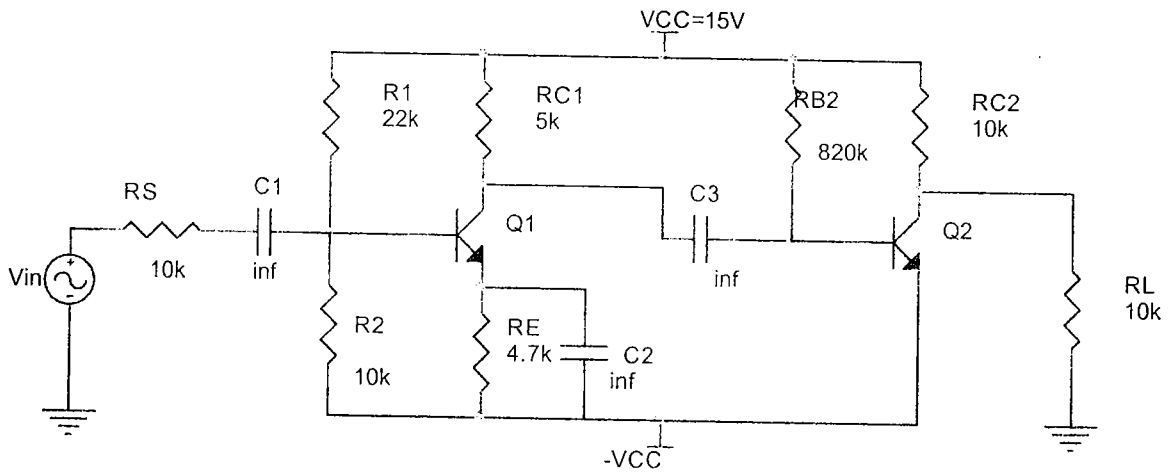 VCC=15V
R1
22k
RC1
5k
RB2
820k
RC2
10k
RS
10k
C1
inf
Q1
C3
inf
Q2
Vin
R2
10k
RE
4.7k
C2
inf
RL
10k
-VCC